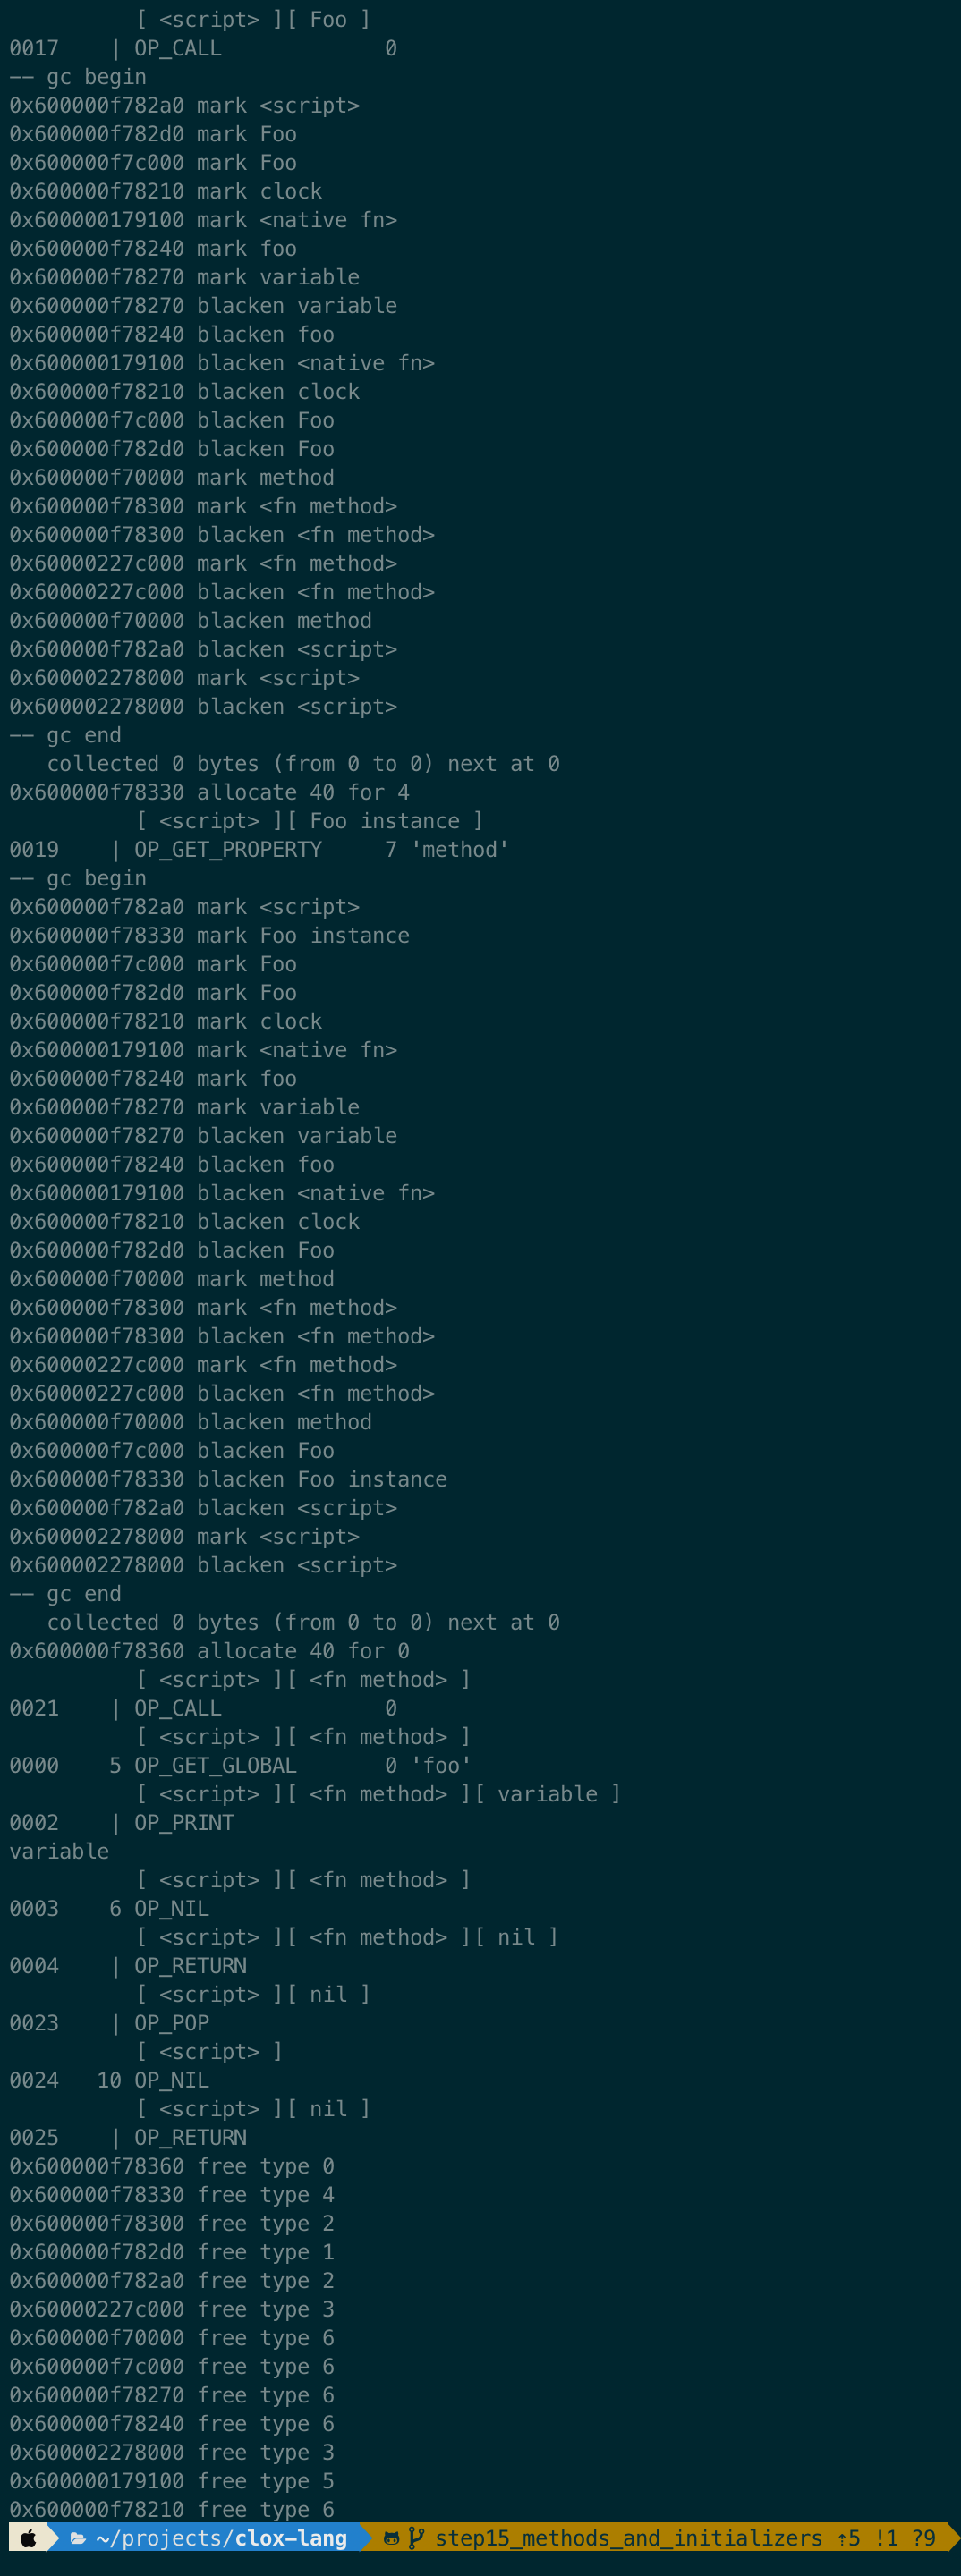 [ <script> ][ Foo ]
0017    | OP_CALL             0
-- gc begin
0x600000f782a0 mark <script>
0x600000f782d0 mark Foo
0x600000f7c000 mark Foo
0x600000f78210 mark clock
0x600000179100 mark <native fn>
0x600000f78240 mark foo
0x600000f78270 mark variable
0x600000f78270 blacken variable
0x600000f78240 blacken foo
0x600000179100 blacken <native fn>
0x600000f78210 blacken clock
0x600000f7c000 blacken Foo
0x600000f782d0 blacken Foo
0x600000f70000 mark method
0x600000f78300 mark <fn method>
0x600000f78300 blacken <fn method>
0x60000227c000 mark <fn method>
0x60000227c000 blacken <fn method>
0x600000f70000 blacken method
0x600000f782a0 blacken <script>
0x600002278000 mark <script>
0x600002278000 blacken <script>
-- gc end
   collected 0 bytes (from 0 to 0) next at 0
0x600000f78330 allocate 40 for 4
          [ <script> ][ Foo instance ]
0019    | OP_GET_PROPERTY     7 'method'
-- gc begin
0x600000f782a0 mark <script>
0x600000f78330 mark Foo instance
0x600000f7c000 mark Foo
0x600000f782d0 mark Foo
0x600000f78210 mark clock
0x600000179100 mark <native fn>
0x600000f78240 mark foo
0x600000f78270 mark variable
0x600000f78270 blacken variable
0x600000f78240 blacken foo
0x600000179100 blacken <native fn>
0x600000f78210 blacken clock
0x600000f782d0 blacken Foo
0x600000f70000 mark method
0x600000f78300 mark <fn method>
0x600000f78300 blacken <fn method>
0x60000227c000 mark <fn method>
0x60000227c000 blacken <fn method>
0x600000f70000 blacken method
0x600000f7c000 blacken Foo
0x600000f78330 blacken Foo instance
0x600000f782a0 blacken <script>
0x600002278000 mark <script>
0x600002278000 blacken <script>
-- gc end
   collected 0 bytes (from 0 to 0) next at 0
0x600000f78360 allocate 40 for 0
          [ <script> ][ <fn method> ]
0021    | OP_CALL             0
          [ <script> ][ <fn method> ]
0000    5 OP_GET_GLOBAL       0 'foo'
          [ <script> ][ <fn method> ][ variable ]
0002    | OP_PRINT
variable
          [ <script> ][ <fn method> ]
0003    6 OP_NIL
          [ <script> ][ <fn method> ][ nil ]
0004    | OP_RETURN
          [ <script> ][ nil ]
0023    | OP_POP
          [ <script> ]
0024   10 OP_NIL
          [ <script> ][ nil ]
0025    | OP_RETURN
0x600000f78360 free type 0
0x600000f78330 free type 4
0x600000f78300 free type 2
0x600000f782d0 free type 1
0x600000f782a0 free type 2
0x60000227c000 free type 3
0x600000f70000 free type 6
0x600000f7c000 free type 6
0x600000f78270 free type 6
0x600000f78240 free type 6
0x600002278000 free type 3
0x600000179100 free type 5
0x600000f78210 free type 6
~/projects/clox-lang step15_methods_and_initializers ⇡5 !1 ?9